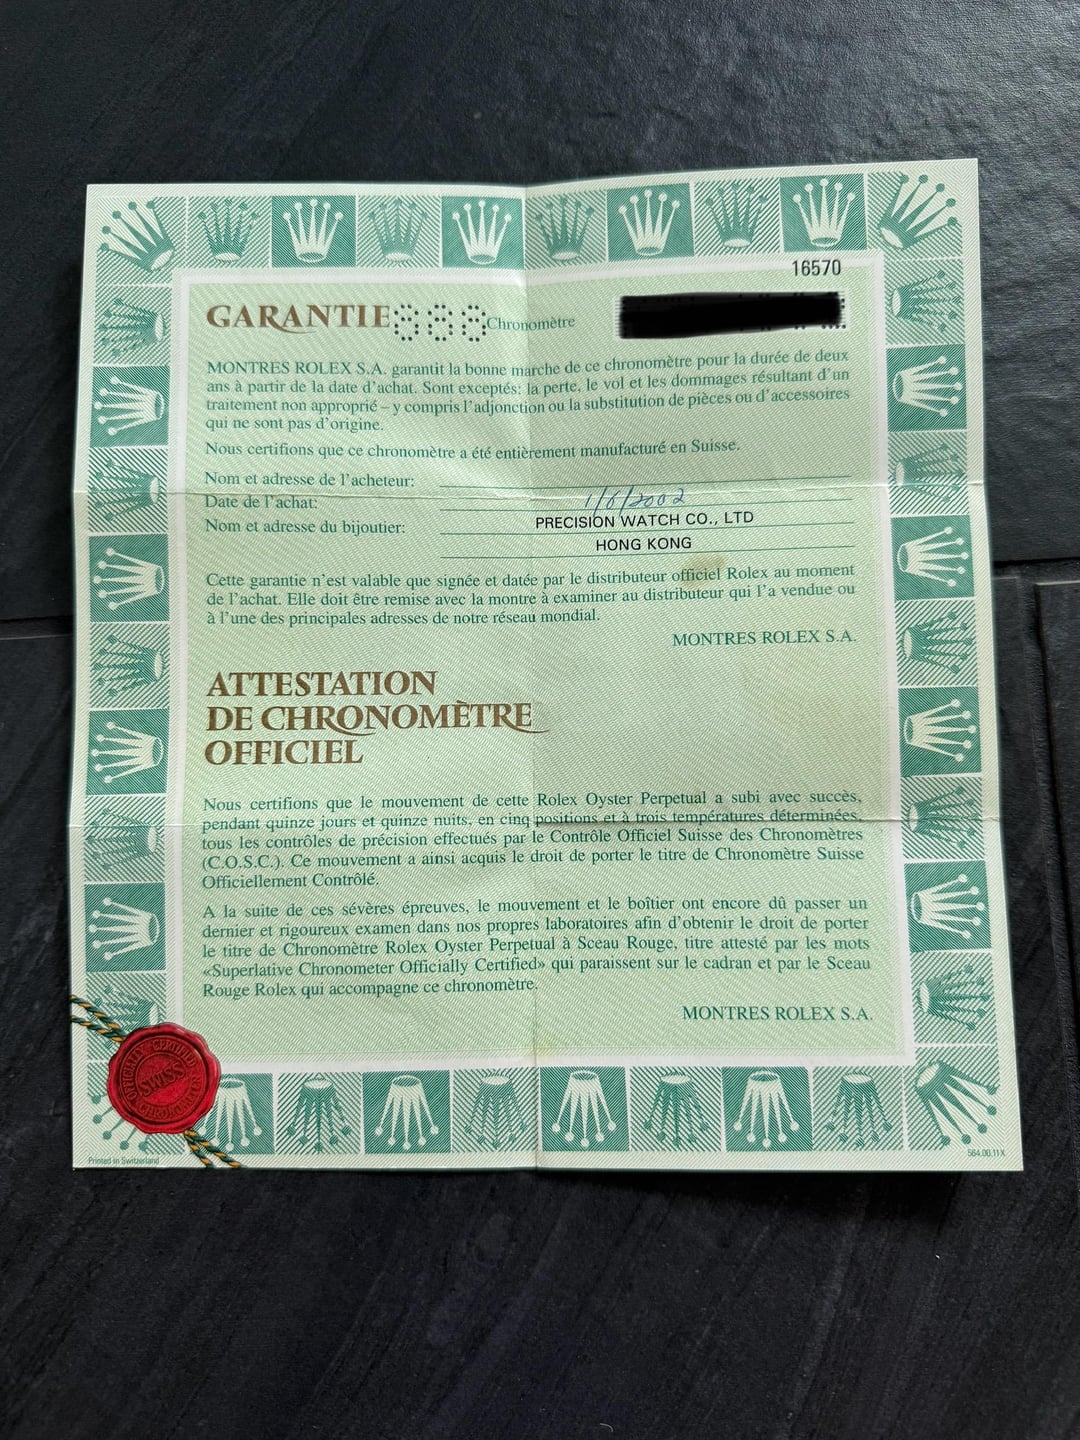 16570
GARANTIE 888 Chronomètre
MONTRES ROLEX S.A. garantit la bonne marche de ce chronomètre pour la durée de deux
ans à partir de la date d'achat. Sont exceptés: la perte, le vol et les dommages résultant d'un
traitement non approprié – y compris l'adjonction ou la substitution de pièces ou d'accessoires
qui ne sont pas d'origine.
Nous certifions que ce chronomètre a été entièrement manufacturé en Suisse.
Nom et adresse de l'acheteur:
Date de l'achat: 1/6/2002
Nom et adresse du bijoutier: PRECISION WATCH CO., LTD
HONG KONG
Cette garantie n'est valable que signée et datée par le distributeur officiel Rolex au moment
de l'achat. Elle doit être remise avec la montre à examiner au distributeur qui l'a vendue ou
à l'une des principales adresses de notre réseau mondial.
MONTRES ROLEX S.A.
ATTESTATION
DE CHRONOMÈTRE
OFFICIEL
Nous certifions que le mouvement de cette Rolex Oyster Perpetual a subi avec succès,
pendant quinze jours et quinze nuits, en cinq positions et à trois températures déterminées,
tous les contrôles de précision effectués par le Contrôle Officiel Suisse des Chronomètres
(C.O.S.C.). Ce mouvement a ainsi acquis le droit de porter le titre de Chronomètre Suisse
Officiellement Contrôlé.
A la suite de ces sévères épreuves, le mouvement et le boîtier ont encore dû passer un
dernier et rigoureux examen dans nos propres laboratoires afin d'obtenir le droit de porter
le titre de Chronomètre Rolex Oyster Perpetual à Sceau Rouge, titre attesté par les mots
«Superlative Chronometer Officially Certified» qui paraissent sur le cadran et par le Sceau
Rouge Rolex qui accompagne ce chronomètre.
MONTRES ROLEX S.A.
OFFICIALLY CERTIFIED
SWISS
CHRONOMETER
Printed in Switzerland
564.00.11X